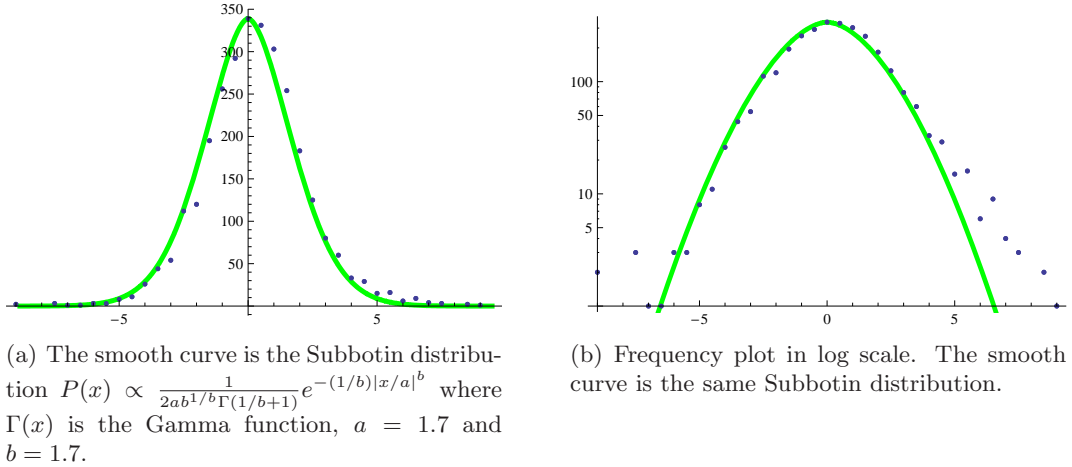 350
300
250
200
150
100
50
−5
5
100
50
10
5
1
−5
0
5
(a) The smooth curve is the Subbotin distribu-
tion P(x) ∝ \frac{1}{2ab^{1/b}Γ(1/b+1)}e^{−(1/b)|x/a|^b} where
Γ(x) is the Gamma function, a = 1.7 and
b = 1.7.
(b) Frequency plot in log scale. The smooth
curve is the same Subbotin distribution.